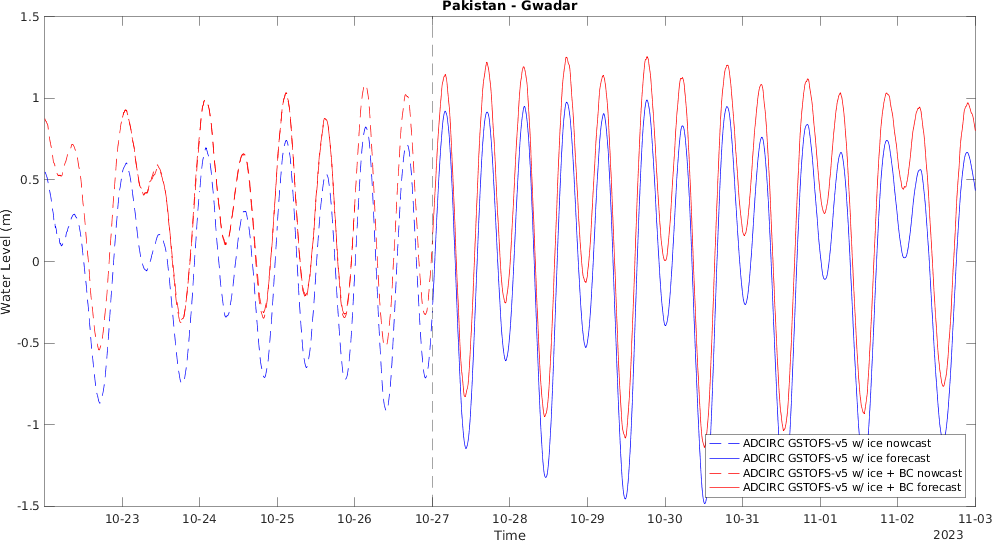 Pakistan - Gwadar
1.5
1
0.5
0
-0.5
-1
-1.5
Water Level (m)
ADCIRC GSTOFS-v5 w/ ice nowcast
ADCIRC GSTOFS-v5 w/ ice forecast
ADCIRC GSTOFS-v5 w/ ice + BC nowcast
ADCIRC GSTOFS-v5 w/ ice + BC forecast
10-23 10-24 10-25 10-26 10-27 10-28 10-29 10-30 10-31 11-01 11-02 11-03
Time
2023